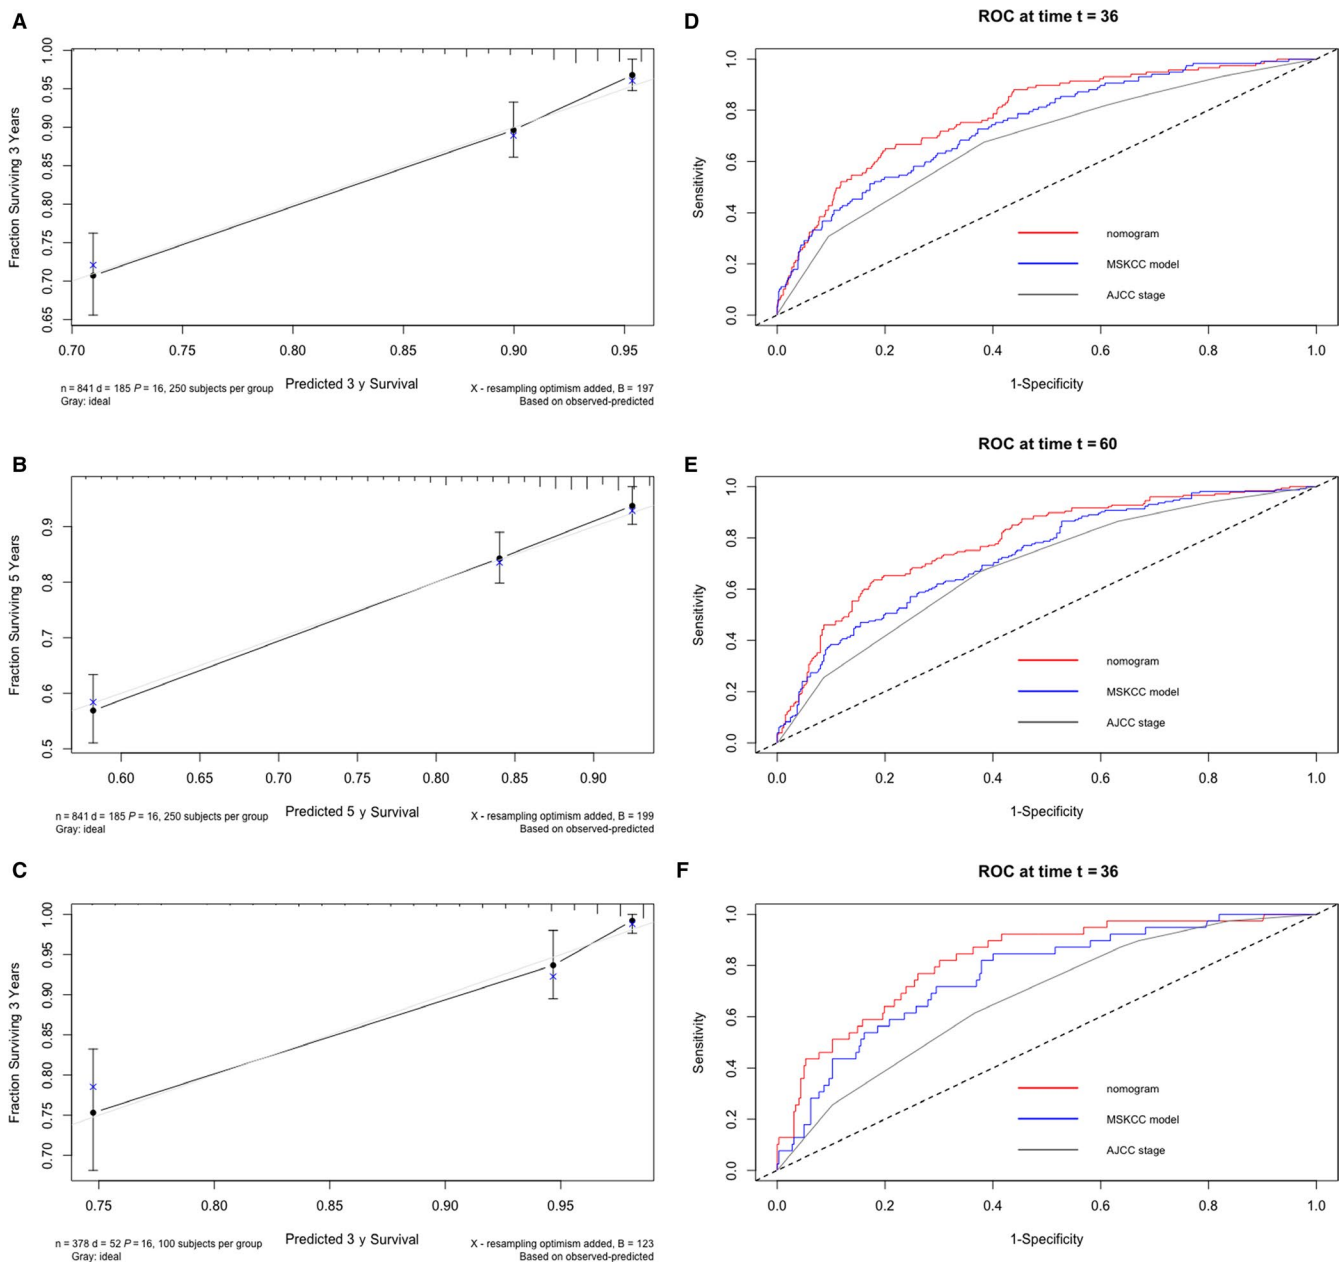 A
Fraction Surviving 3 Years
1.00
0.95
0.90
0.85
0.80
0.75
0.70
0.65
0.70 0.75 0.80 0.85 0.90 0.95
Predicted 3 y Survival
n = 841 d = 185 P = 16, 250 subjects per group
Gray: ideal
X - resampling optimism added, B = 197
Based on observed-predicted
D
ROC at time t = 36
Sensitivity
1.0
0.8
0.6
0.4
0.2
0.0
nomogram
MSKCC model
AJCC stage
0.0 0.2 0.4 0.6 0.8 1.0
1-Specificity
B
Fraction Surviving 5 Years
0.9
0.8
0.7
0.6
0.5
0.60 0.65 0.70 0.75 0.80 0.85 0.90
Predicted 5 y Survival
n = 841 d = 185 P = 16, 250 subjects per group
Gray: ideal
X - resampling optimism added, B = 199
Based on observed-predicted
E
ROC at time t = 60
Sensitivity
1.0
0.8
0.6
0.4
0.2
0.0
nomogram
MSKCC model
AJCC stage
0.0 0.2 0.4 0.6 0.8 1.0
1-Specificity
C
Fraction Surviving 3 Years
1.00
0.95
0.90
0.85
0.80
0.75
0.70
0.75 0.80 0.85 0.90 0.95
Predicted 3 y Survival
n = 378 d = 52 P = 16, 100 subjects per group
Gray: ideal
X - resampling optimism added, B = 123
Based on observed-predicted
F
ROC at time t = 36
Sensitivity
1.0
0.8
0.6
0.4
0.2
0.0
nomogram
MSKCC model
AJCC stage
0.0 0.2 0.4 0.6 0.8 1.0
1-Specificity